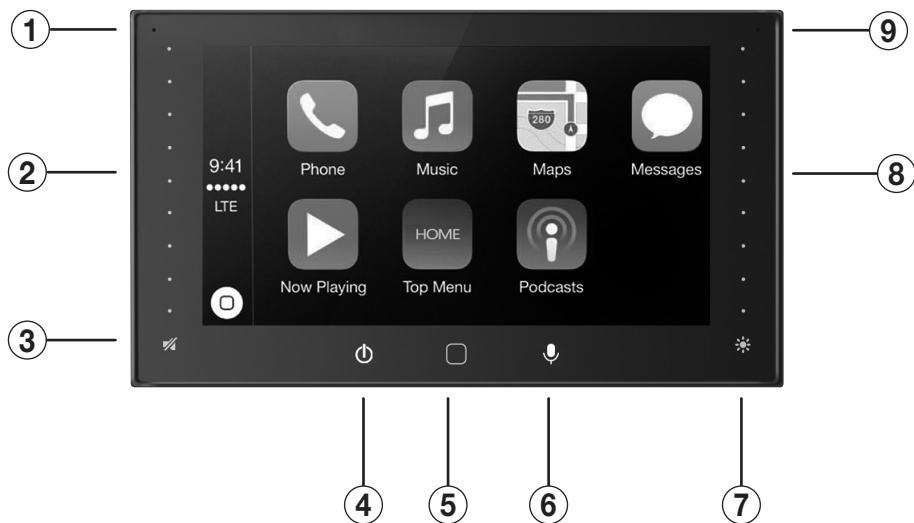 1
9
280
Phone
Music
Maps
Messages
9:41
2
8
LTE
HOME
Now Playing
Top Menu
Podcasts
3
4
5
6
7